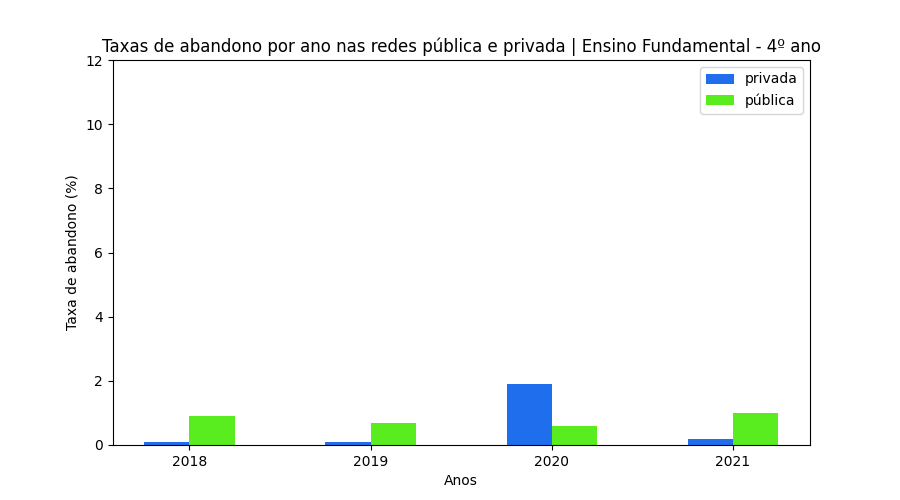 Taxas de abandono por ano nas redes pública e privada | Ensino Fundamental - 4º ano
privada
pública
12
10
8
6
4
2
0
Taxa de abandono (%)
2018
2019
2020
2021
Anos